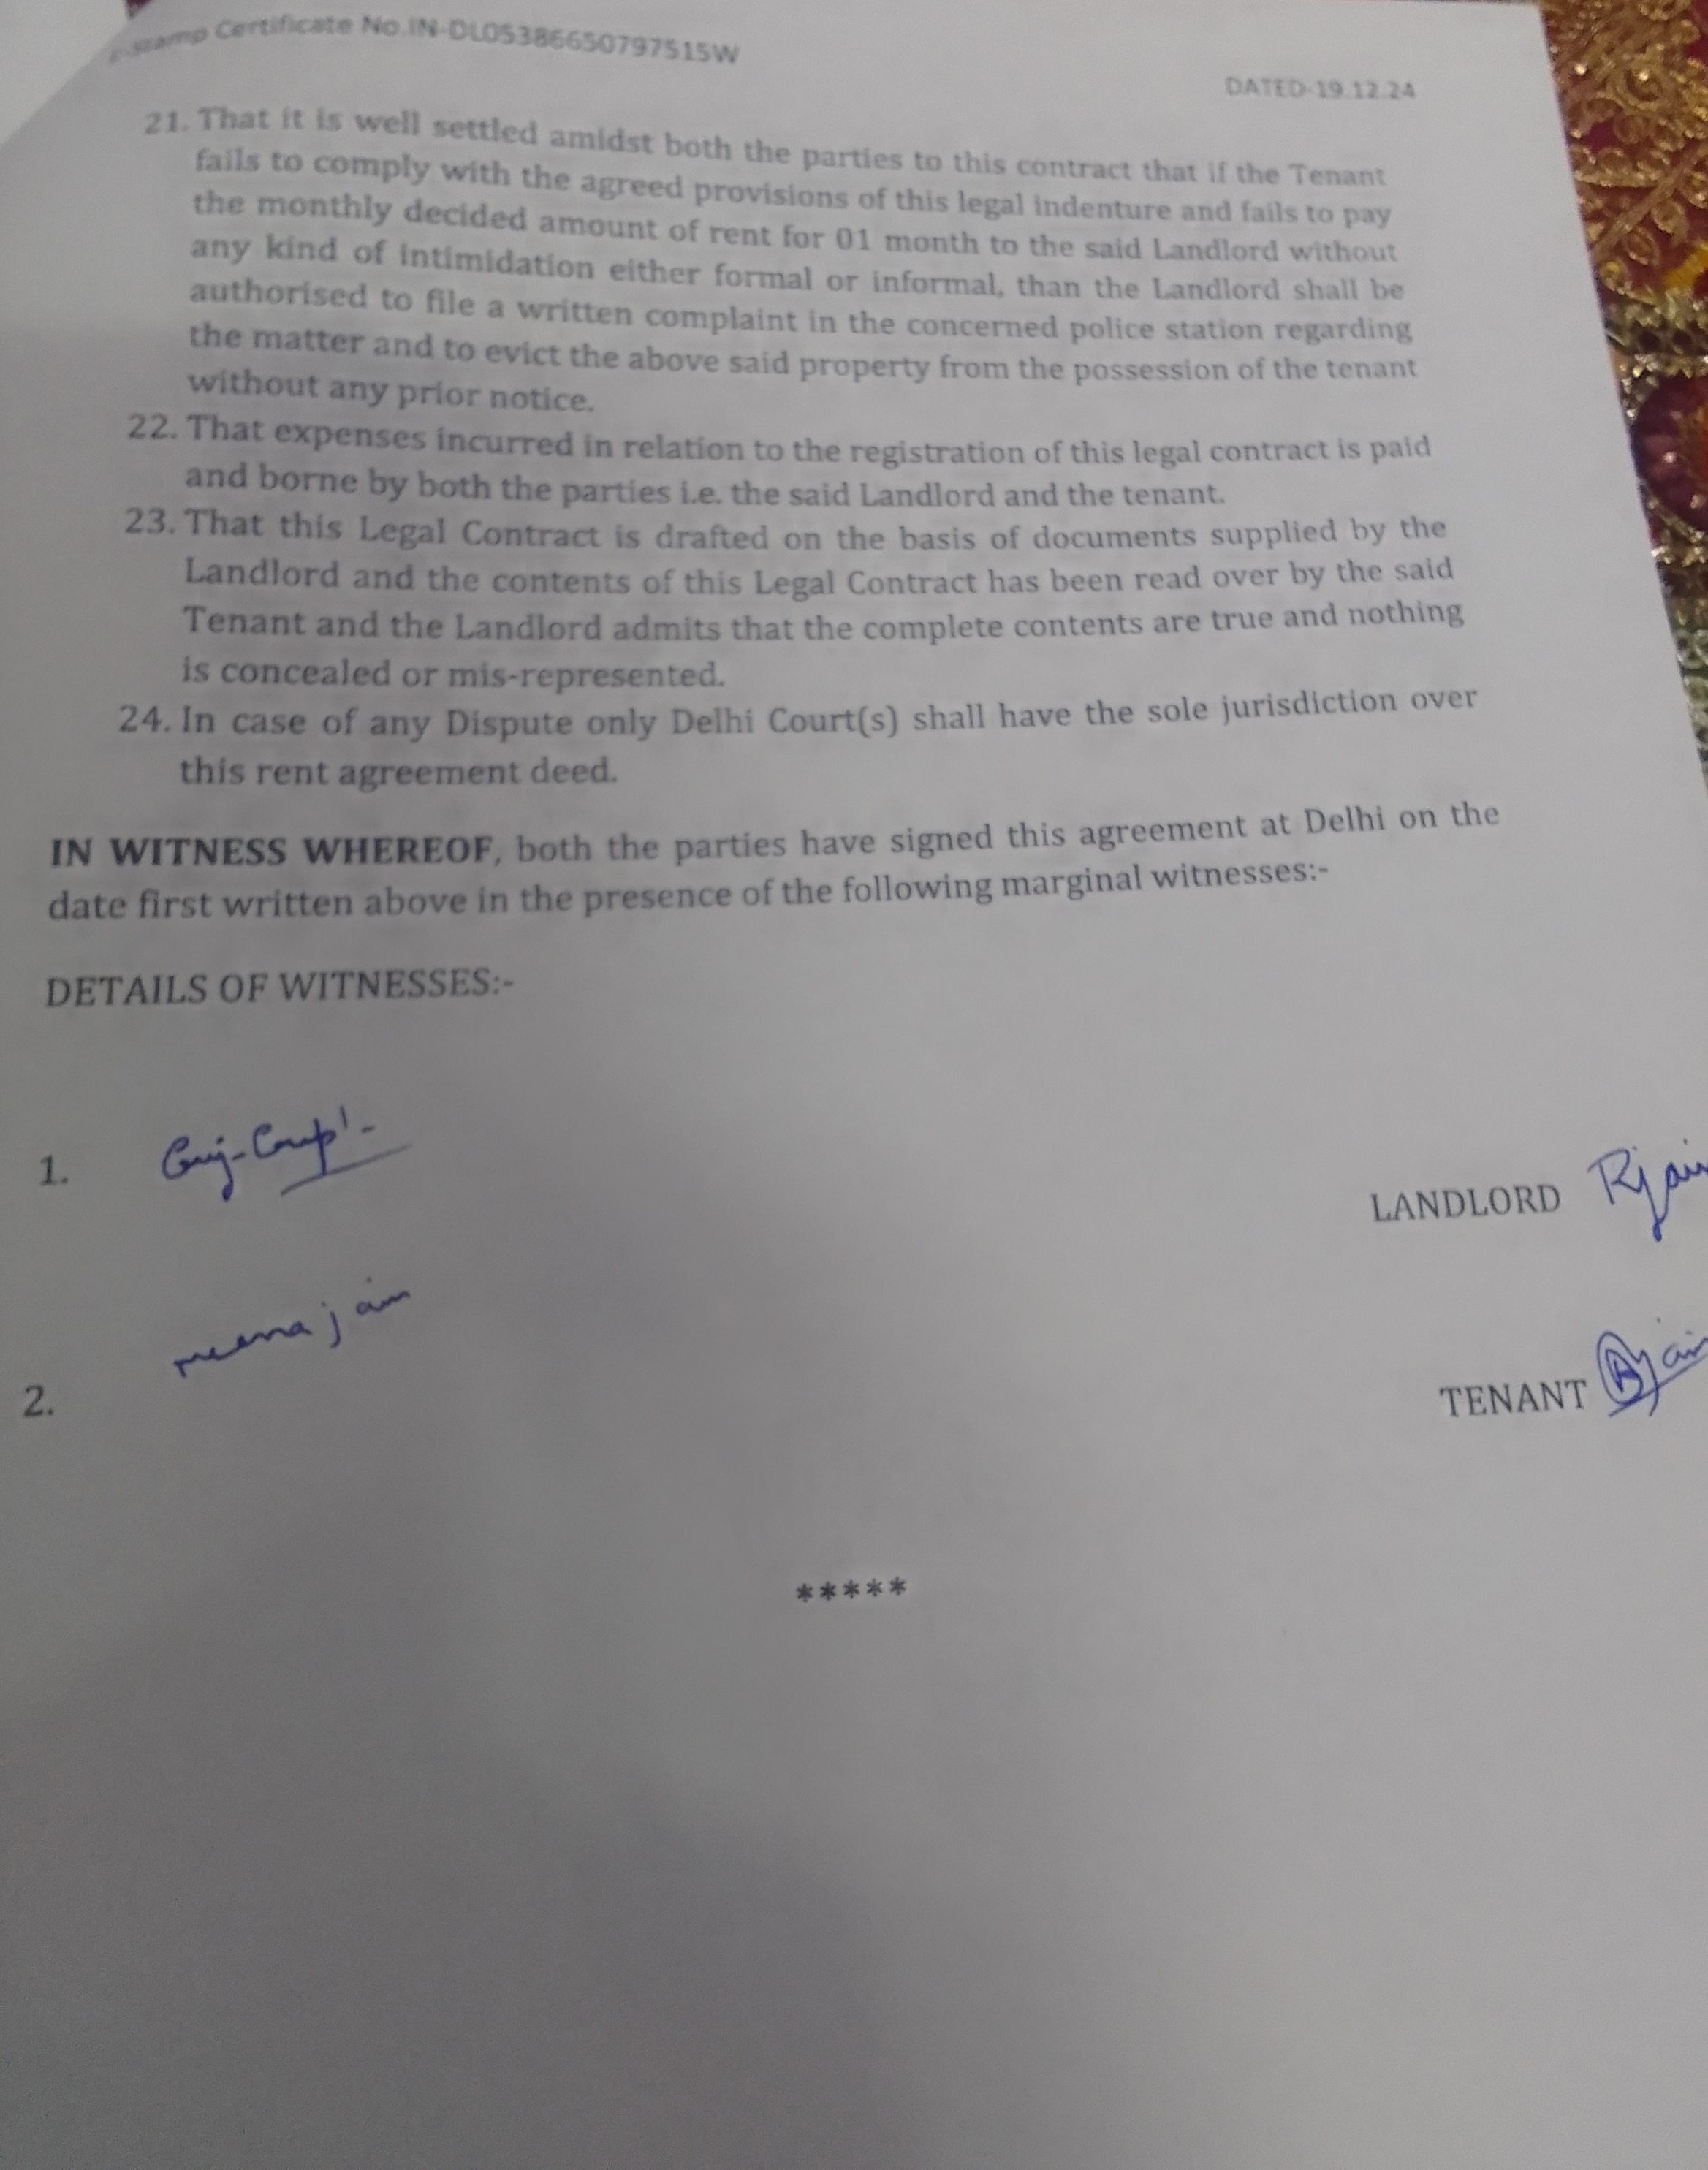 e-Stamp Certificate No.IN-DL05386650797515W
DATED-19.12.24
21. That it is well settled amidst both the parties to this contract that if the Tenant
fails to comply with the agreed provisions of this legal indenture and fails to pay
the monthly decided amount of rent for 01 month to the said Landlord without
any kind of intimidation either formal or informal, than the Landlord shall be
authorised to file a written complaint in the concerned police station regarding
the matter and to evict the above said property from the possession of the tenant
without any prior notice.
22. That expenses incurred in relation to the registration of this legal contract is paid
and borne by both the parties i.e. the said Landlord and the tenant.
23. That this Legal Contract is drafted on the basis of documents supplied by the
Landlord and the contents of this Legal Contract has been read over by the said
Tenant and the Landlord admits that the complete contents are true and nothing
is concealed or mis-represented.
24. In case of any Dispute only Delhi Court(s) shall have the sole jurisdiction over
this rent agreement deed.
IN WITNESS WHEREOF, both the parties have signed this agreement at Delhi on the
date first written above in the presence of the following marginal witnesses:-
DETAILS OF WITNESSES:-
1.
LANDLORD Rjain
meena jain
2.
TENANT
*****